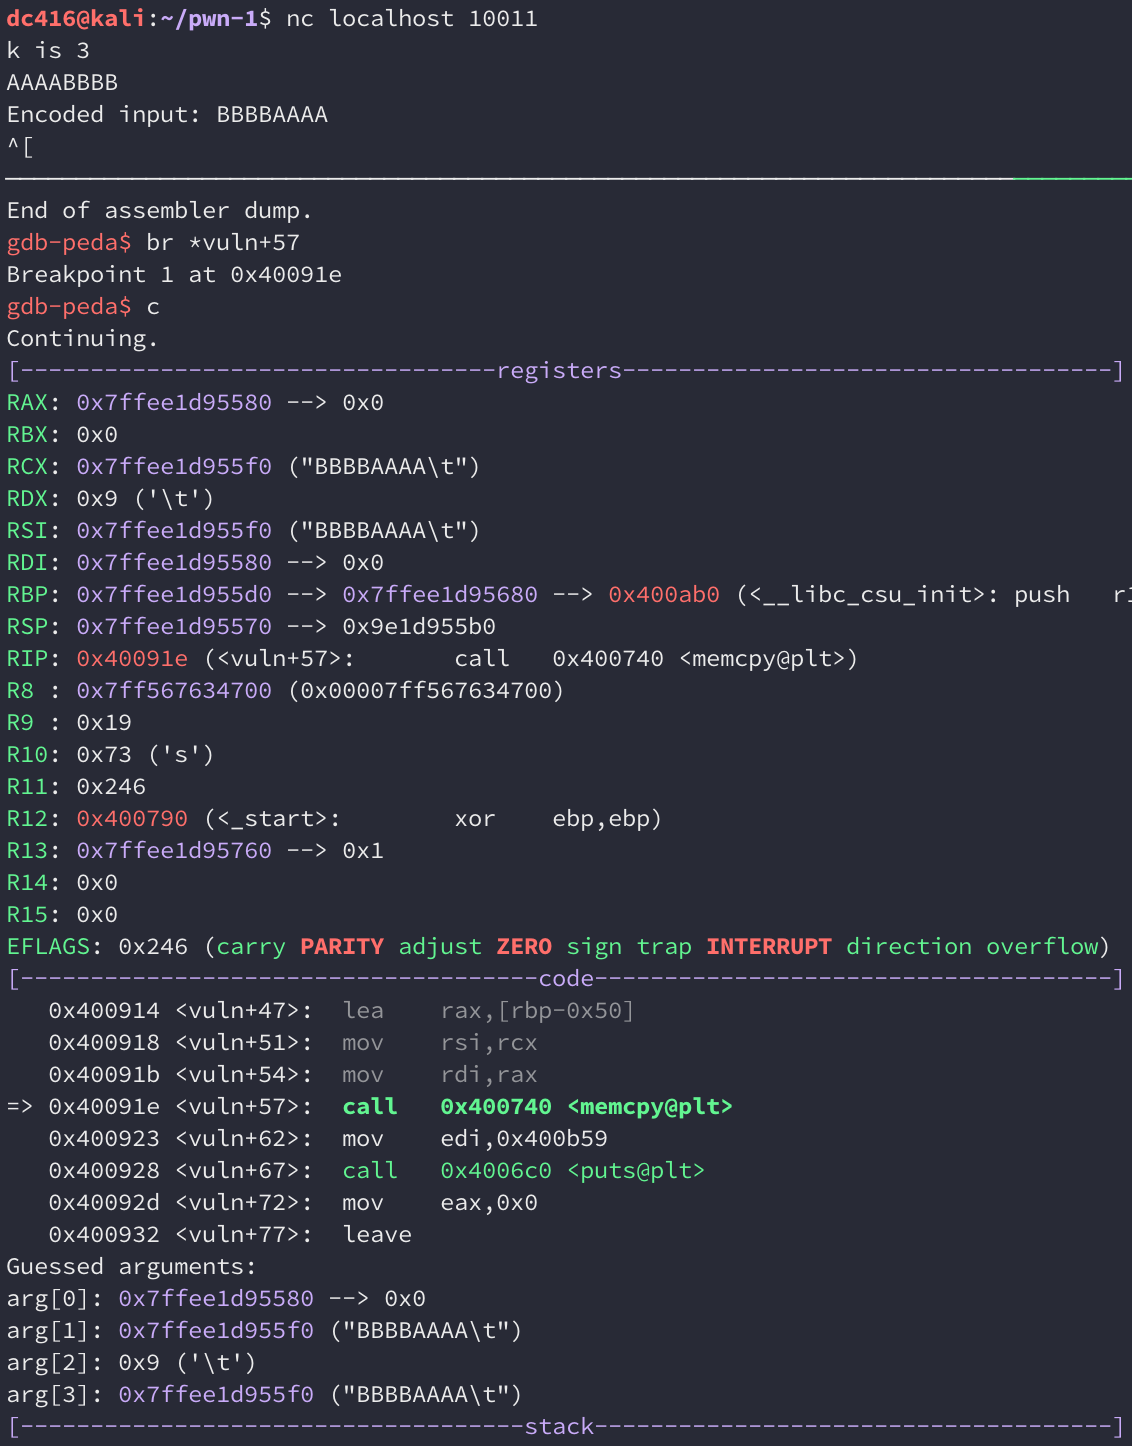 dc416@kali:~/pwn-1$ nc localhost 10011
k is 3
AAAABBBB
Encoded input: BBBBAAAA
^[
End of assembler dump.
gdb-peda$ br *vuln+57
Breakpoint 1 at 0x40091e
gdb-peda$ c
Continuing.
[----------------------------------registers-----------------------------------]
RAX: 0x7ffee1d95580 --> 0x0
RBX: 0x0
RCX: 0x7ffee1d955f0 ("BBBBAAAA\t")
RDX: 0x9 ('\t')
RSI: 0x7ffee1d955f0 ("BBBBAAAA\t")
RDI: 0x7ffee1d95580 --> 0x0
RBP: 0x7ffee1d955d0 --> 0x7ffee1d95680 --> 0x400ab0 (<__libc_csu_init>: push
RSP: 0x7ffee1d95570 --> 0x9e1d955b0
RIP: 0x40091e (<vuln+57>: call 0x400740 <memcpy@plt>)
R8 : 0x7ff567634700 (0x00007ff567634700)
R9 : 0x19
R10: 0x73 ('s')
R11: 0x246
R12: 0x400790 (<_start>: xor ebp,ebp)
R13: 0x7ffee1d95760 --> 0x1
R14: 0x0
R15: 0x0
EFLAGS: 0x246 (carry PARITY adjust ZERO sign trap INTERRUPT direction overflow)
[-------------------------------------code-------------------------------------]
0x400914 <vuln+47>: lea rax,[rbp-0x50]
0x400918 <vuln+51>: mov rsi,rcx
0x40091b <vuln+54>: mov rdi,rax
=> 0x40091e <vuln+57>: call 0x400740 <memcpy@plt>
0x400923 <vuln+62>: mov edi,0x400b59
0x400928 <vuln+67>: call 0x4006c0 <puts@plt>
0x40092d <vuln+72>: mov eax,0x0
0x400932 <vuln+77>: leave
Guessed arguments:
arg[0]: 0x7ffee1d95580 --> 0x0
arg[1]: 0x7ffee1d955f0 ("BBBBAAAA\t")
arg[2]: 0x9 ('\t')
arg[3]: 0x7ffee1d955f0 ("BBBBAAAA\t")
[------------------------------------stack-------------------------------------]